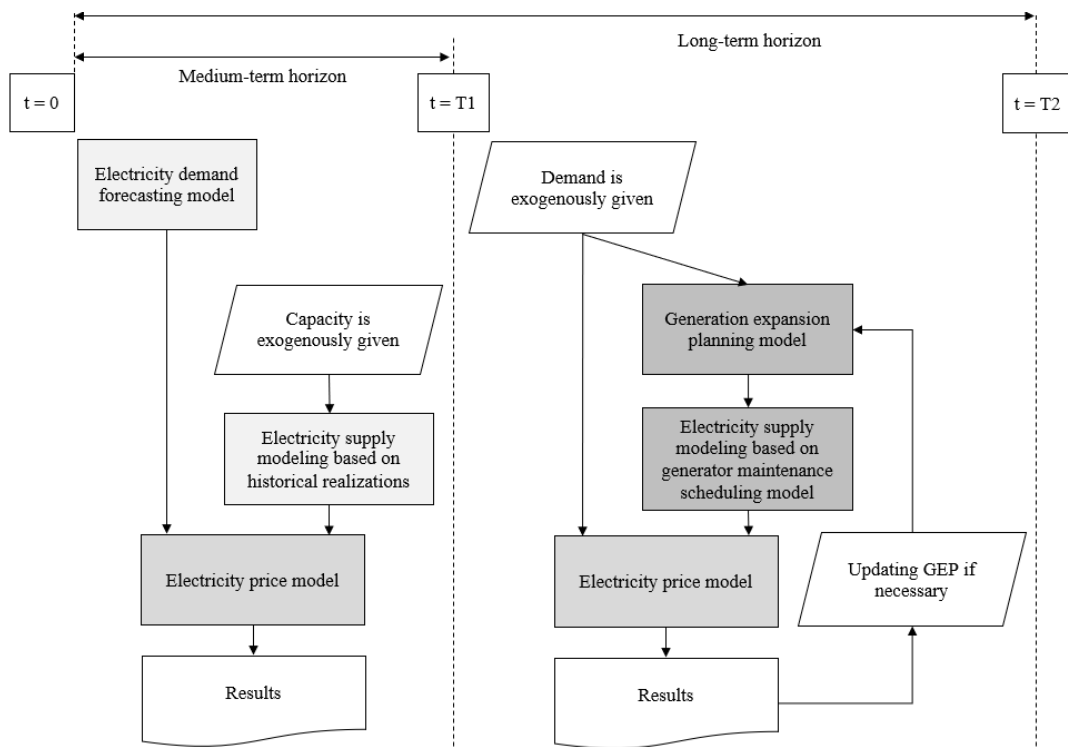 Long-term horizon
Medium-term horizon
t = 0
t = T1
t = T2
Electricity demand
forecasting model
Demand is
exogenously given
Capacity is
exogenously given
Generation expansion
planning model
Electricity supply
modeling based on
historical realizations
Electricity supply
modeling based on
generator maintenance
scheduling model
Electricity price model
Electricity price model
Updating GEP if
necessary
Results
Results